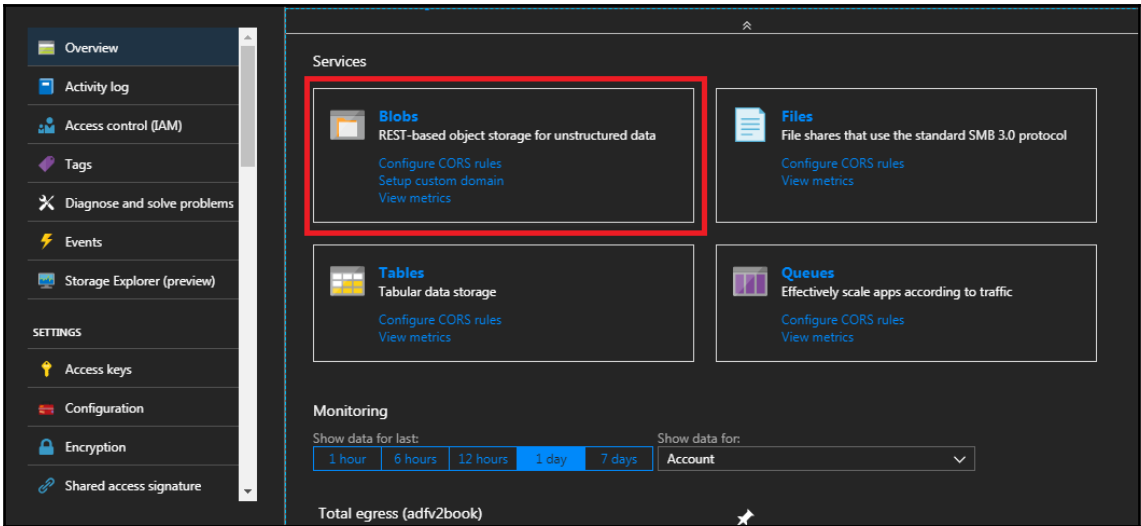 Overview
Activity log
Access control (IAM)
Tags
Diagnose and solve problems
Events
Storage Explorer (preview)
SETTINGS
Access keys
Configuration
Encryption
Shared access signature
Services
Blobs
REST-based object storage for unstructured data
Configure CORS rules
Setup custom domain
View metrics
Files
File shares that use the standard SMB 3.0 protocol
Configure CORS rules
View metrics
Tables
Tabular data storage
Configure CORS rules
View metrics
Queues
Effectively scale apps according to traffic
Configure CORS rules
View metrics
Monitoring
Show data for last:
1 hour 6 hours 12 hours 1 day 7 days
Show data for:
Account
Total egress (adfv2book)